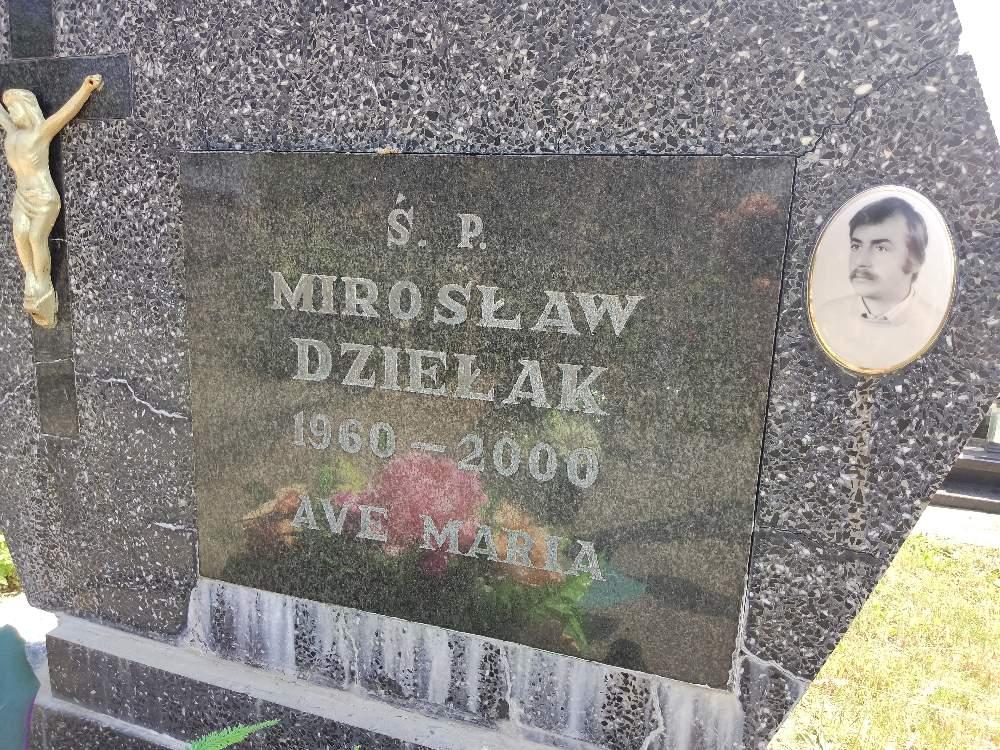 Ś. P.
MIROSŁAW
DZIEŁAK
1960 – 2000
AVE MARIA